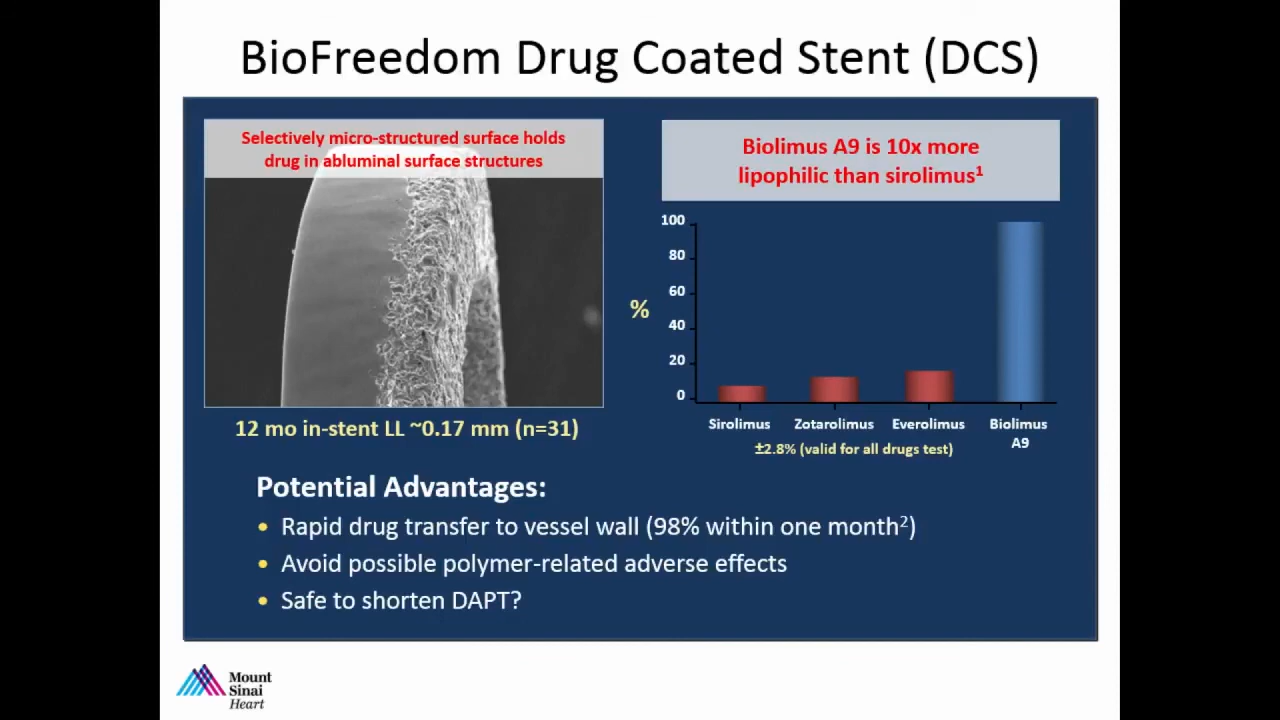 BioFreedom Drug Coated Stent (DCS)
Selectively micro-structured surface holds
drug in abluminal surface structures
12 mo in-stent LL ~0.17 mm (n=31)
Biolimus A9 is 10x more
lipophilic than sirolimus¹
100
80
60
40
20
0
%
Sirolimus
Zotarolimus
Everolimus
Biolimus
A9
±2.8% (valid for all drugs test)
Potential Advantages:
• Rapid drug transfer to vessel wall (98% within one month²)
• Avoid possible polymer-related adverse effects
• Safe to shorten DAPT?
Mount
Sinai
Heart